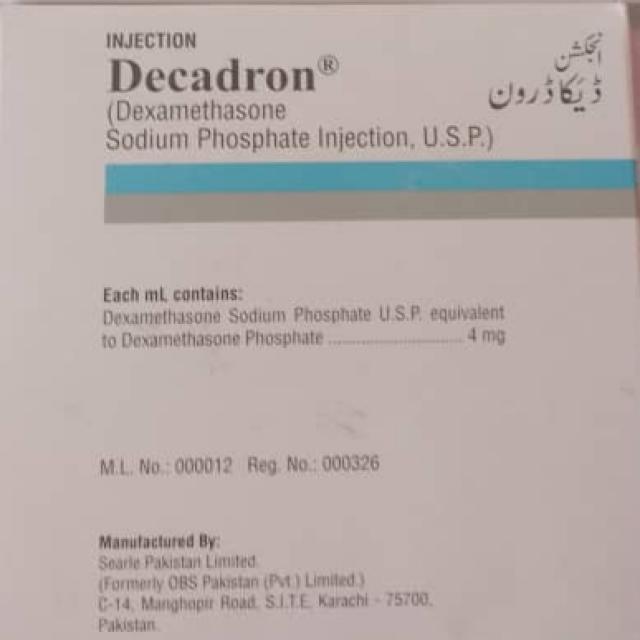 INJECTION
Decadron®
(Dexamethasone
Sodium Phosphate Injection, U.S.P.)
انجکشن
ڈیکاڈرون
Each mL contains:
Dexamethasone Sodium Phosphate U.S.P. equivalent
to Dexamethasone Phosphate ........................... 4 mg
M.L. No.: 000012 Reg. No.: 000326
Manufactured By:
Searle Pakistan Limited.
(Formerly OBS Pakistan (Pvt.) Limited.)
C-14, Manghopir Road, S.I.T.E, Karachi - 75700,
Pakistan.